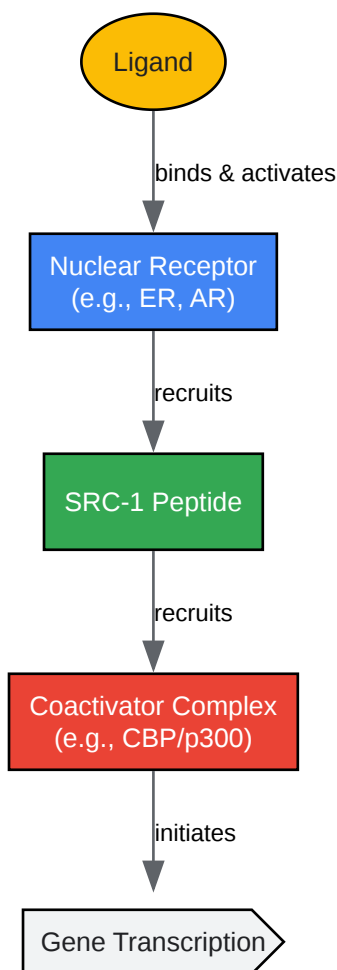 Ligand
binds & activates
Nuclear Receptor
(e.g., ER, AR)
recruits
SRC-1 Peptide
recruits
Coactivator Complex
(e.g., CBP/p300)
initiates
Gene Transcription